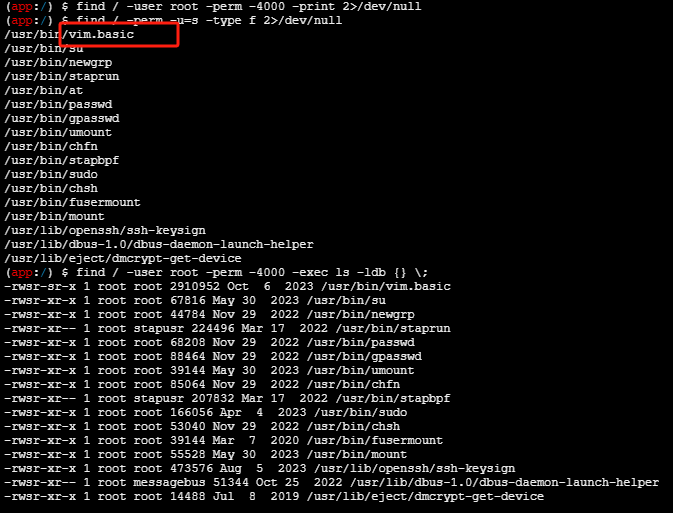 (app:/) $ find / -user root -perm -4000 -print 2>/dev/null
(app:/) $ find / -perm -u=s -type f 2>/dev/null
/usr/bin/vim.basic
/usr/bin/su
/usr/bin/newgrp
/usr/bin/staprun
/usr/bin/at
/usr/bin/passwd
/usr/bin/gpasswd
/usr/bin/umount
/usr/bin/chfn
/usr/bin/stapbpf
/usr/bin/sudo
/usr/bin/chsh
/usr/bin/fusermount
/usr/bin/mount
/usr/lib/openssh/ssh-keysign
/usr/lib/dbus-1.0/dbus-daemon-launch-helper
/usr/lib/eject/dmcrypt-get-device
(app:/) $ find / -user root -perm -4000 -exec ls -ldb {} \;
-rwsr-sr-x 1 root root 2910952 Oct  6  2023 /usr/bin/vim.basic
-rwsr-xr-x 1 root root 67816 May 30  2023 /usr/bin/su
-rwsr-xr-x 1 root root 44784 Nov 29  2022 /usr/bin/newgrp
-rwsr-xr-- 1 root stapusr 224496 Mar 17  2022 /usr/bin/staprun
-rwsr-xr-x 1 root root 68208 Nov 29  2022 /usr/bin/passwd
-rwsr-xr-x 1 root root 88464 Nov 29  2022 /usr/bin/gpasswd
-rwsr-xr-x 1 root root 39144 May 30  2023 /usr/bin/umount
-rwsr-xr-x 1 root root 85064 Nov 29  2022 /usr/bin/chfn
-rwsr-xr-- 1 root stapusr 207832 Mar 17  2022 /usr/bin/stapbpf
-rwsr-xr-x 1 root root 166056 Apr  4  2023 /usr/bin/sudo
-rwsr-xr-x 1 root root 53040 Nov 29  2022 /usr/bin/chsh
-rwsr-xr-x 1 root root 39144 Mar  7  2020 /usr/bin/fusermount
-rwsr-xr-x 1 root root 55528 May 30  2023 /usr/bin/mount
-rwsr-xr-x 1 root root 473576 Aug  5  2023 /usr/lib/openssh/ssh-keysign
-rwsr-xr-- 1 root messagebus 51344 Oct 25  2022 /usr/lib/dbus-1.0/dbus-daemon-launch-helper
-rwsr-xr-x 1 root root 14488 Jul  8  2019 /usr/lib/eject/dmcrypt-get-device